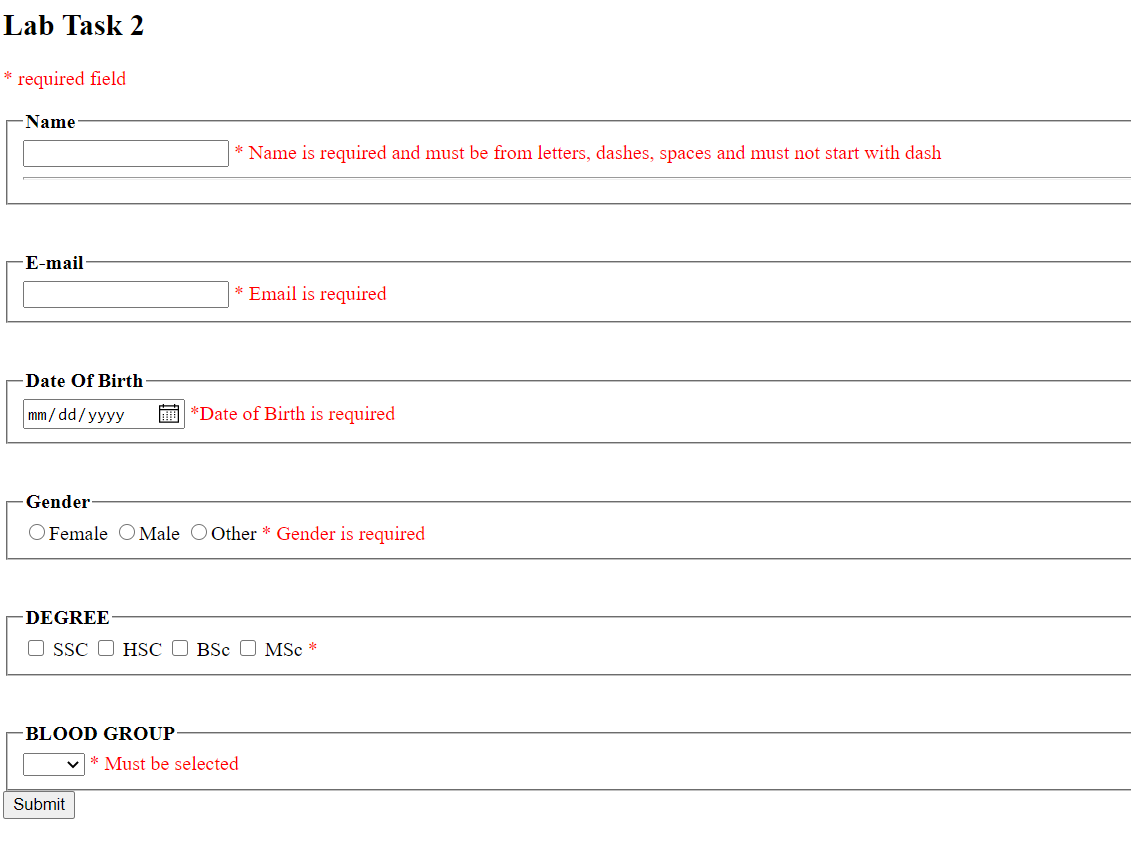 Lab Task 2
* required field
Name
* Name is required and must be from letters, dashes, spaces and must not start with dash
E-mail
* Email is required
Date Of Birth
mm/dd/yyyy *Date of Birth is required
Gender
Female Male Other * Gender is required
DEGREE
SSC HSC BSc MSc *
BLOOD GROUP
* Must be selected
Submit